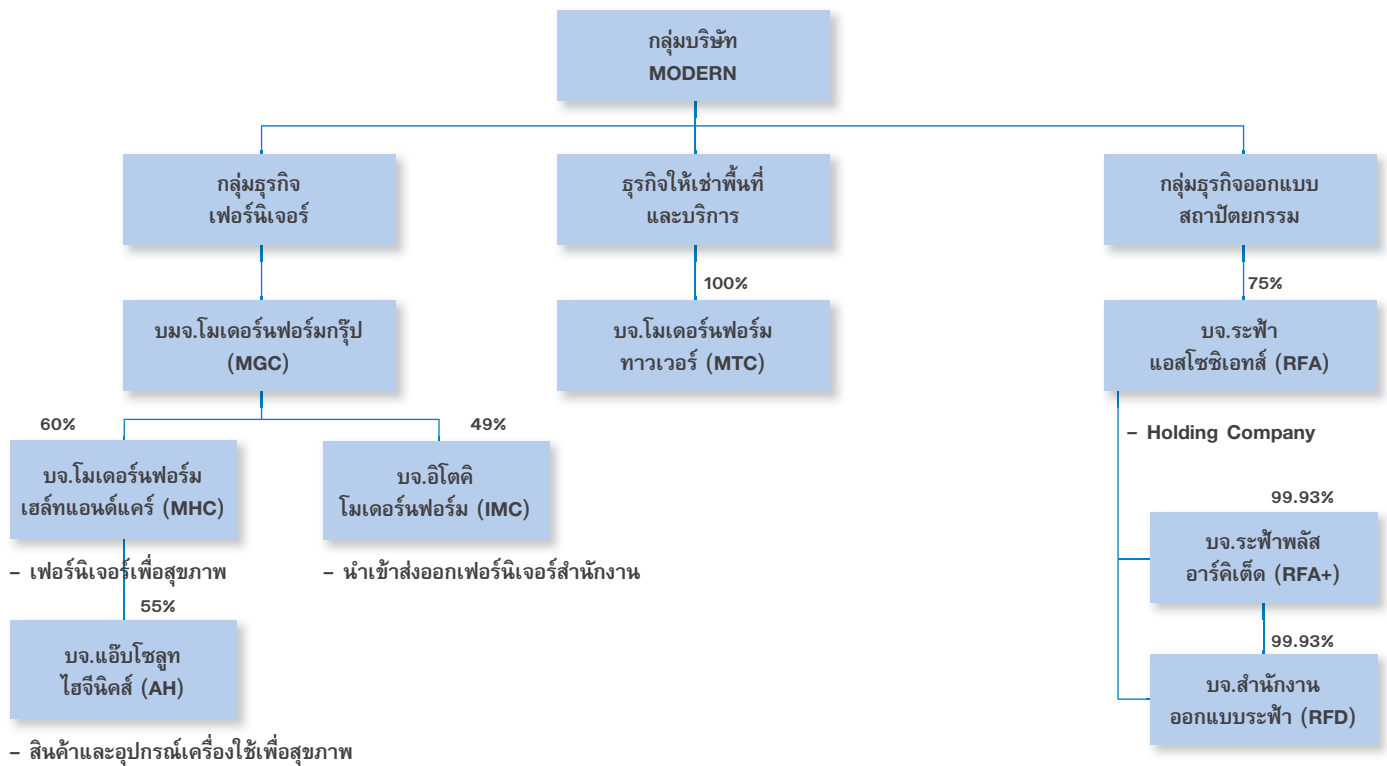 กลุ่มบริษัท
MODERN
กลุ่มธุรกิจ
เฟอร์นิเจอร์
ธุรกิจให้เช่าพื้นที่
และบริการ
กลุ่มธุรกิจออกแบบ
สถาปัตยกรรม
100%
75%
บมจ.โมเดอร์นฟอร์มกรุ๊ป
(MGC)
บจ.โมเดอร์นฟอร์ม
ทาวเวอร์ (MTC)
บจ.ระฟ้า
แอสโซซิเอทส์ (RFA)
– Holding Company
60%
49%
บจ.โมเดอร์นฟอร์ม
เฮล์ทแอนด์แคร์ (MHC)
บจ.อิโตคิ
โมเดอร์นฟอร์ม (IMC)
– เฟอร์นิเจอร์เพื่อสุขภาพ
– นำเข้าส่งออกเฟอร์นิเจอร์สำนักงาน
99.93%
บจ.ระฟ้าพลัส
อาร์คิเต็ด (RFA+)
55%
บจ.แอ๊บโซลูท
ไฮจีนิคส์ (AH)
– สินค้าและอุปกรณ์เครื่องใช้เพื่อสุขภาพ
99.93%
บจ.สำนักงาน
ออกแบบระฟ้า (RFD)